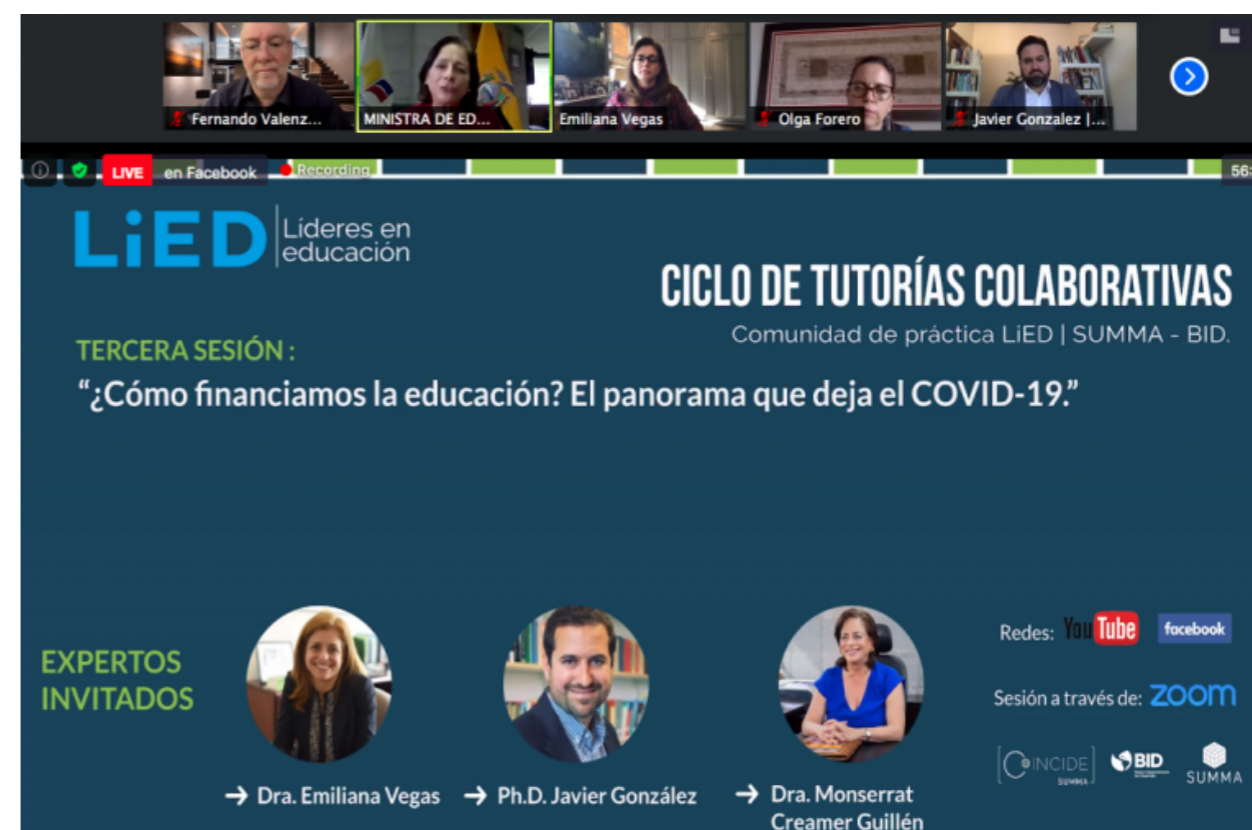 Fernando Valenz...
MINISTRA DE ED...
Emiliana Vegas
Olga Forero
Javier Gonzalez |...
LIVE en Facebook
Recording
56:
LiED Líderes en
educación
CICLO DE TUTORÍAS COLABORATIVAS
Comunidad de práctica LiED | SUMMA - BID.
TERCERA SESIÓN :
“¿Cómo financiamos la educación? El panorama que deja el COVID-19.”
EXPERTOS
INVITADOS
→ Dra. Emiliana Vegas
→ Ph.D. Javier González
→ Dra. Monserrat
Creamer Guillén
Redes: YouTube facebook
Sesión a través de: zoom
COINCIDE
SUMMA
BID
SUMMA